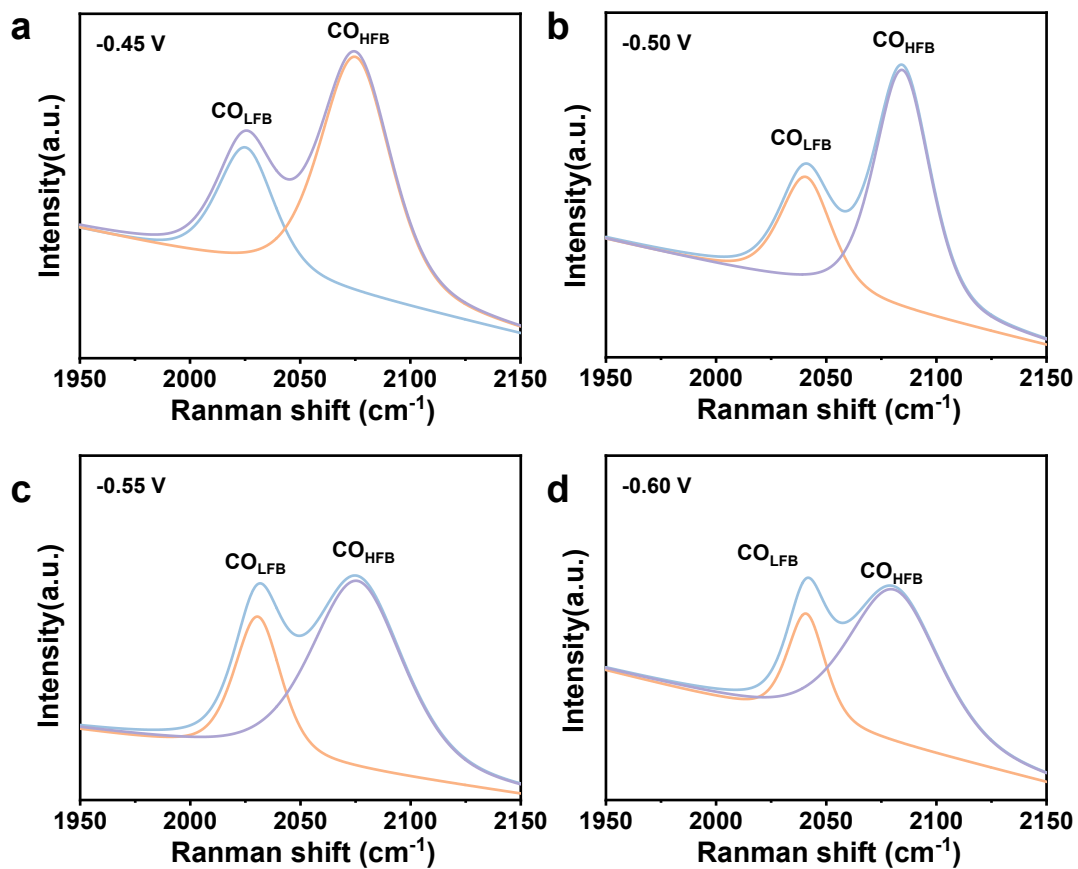 a
-0.45 V
CO_LFB
CO_HFB
Intensity(a.u.)
1950 2000 2050 2100 2150
Ranman shift (cm⁻¹)
b
-0.50 V
CO_LFB
CO_HFB
Intensity(a.u.)
1950 2000 2050 2100 2150
Ranman shift (cm⁻¹)
c
-0.55 V
CO_LFB
CO_HFB
Intensity(a.u.)
1950 2000 2050 2100 2150
Ranman shift (cm⁻¹)
d
-0.60 V
CO_LFB
CO_HFB
Intensity(a.u.)
1950 2000 2050 2100 2150
Ranman shift (cm⁻¹)